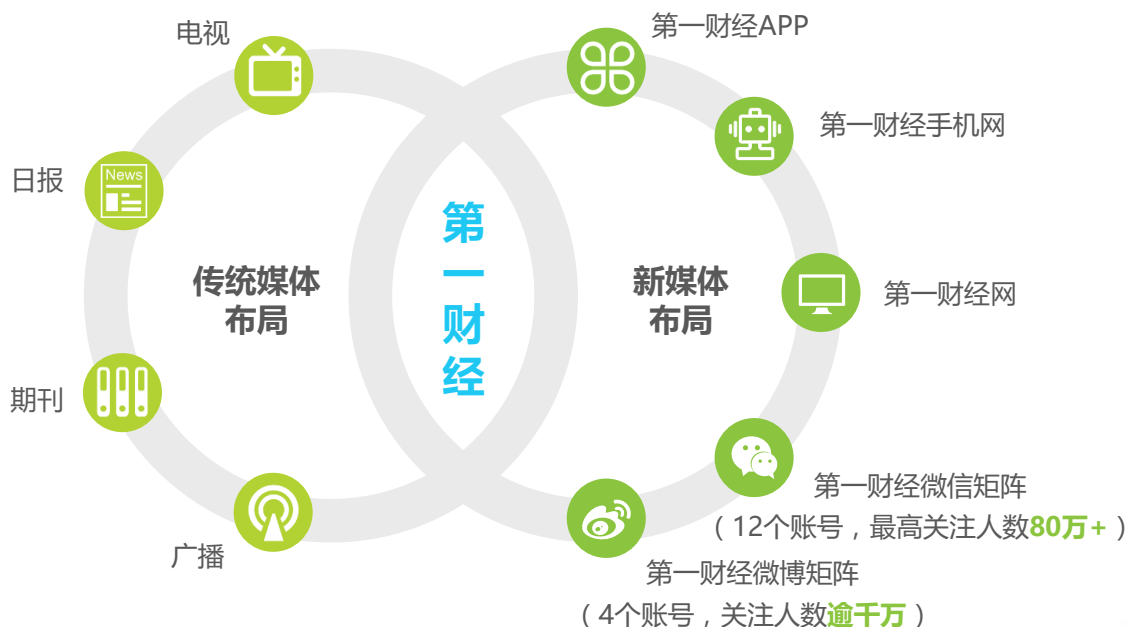 电视
第一财经APP
第一财经手机网
日报
News
第一财经
传统媒体
布局
新媒体
布局
第一财经网
期刊
第一财经微信矩阵
（12个账号，最高关注人数80万+）
广播
第一财经微博矩阵
（4个账号，关注人数逾千万）